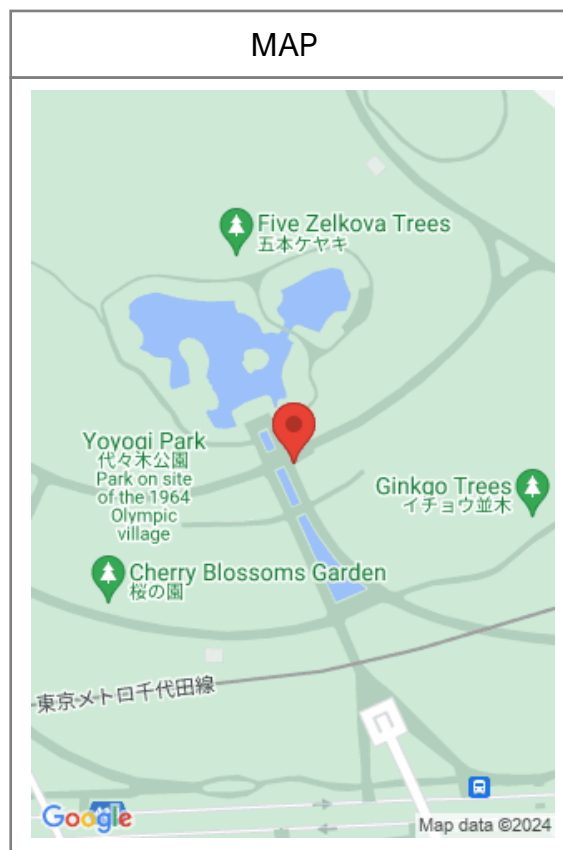 MAP
Five Zelkova Trees
五本ケヤキ
Yoyogi Park
代々木公園
Park on site
of the 1964
Olympic
village
Ginkgo Trees
イチョウ並木
Cherry Blossoms Garden
桜の園
東京メトロ千代田線
Google
Map data ©2024